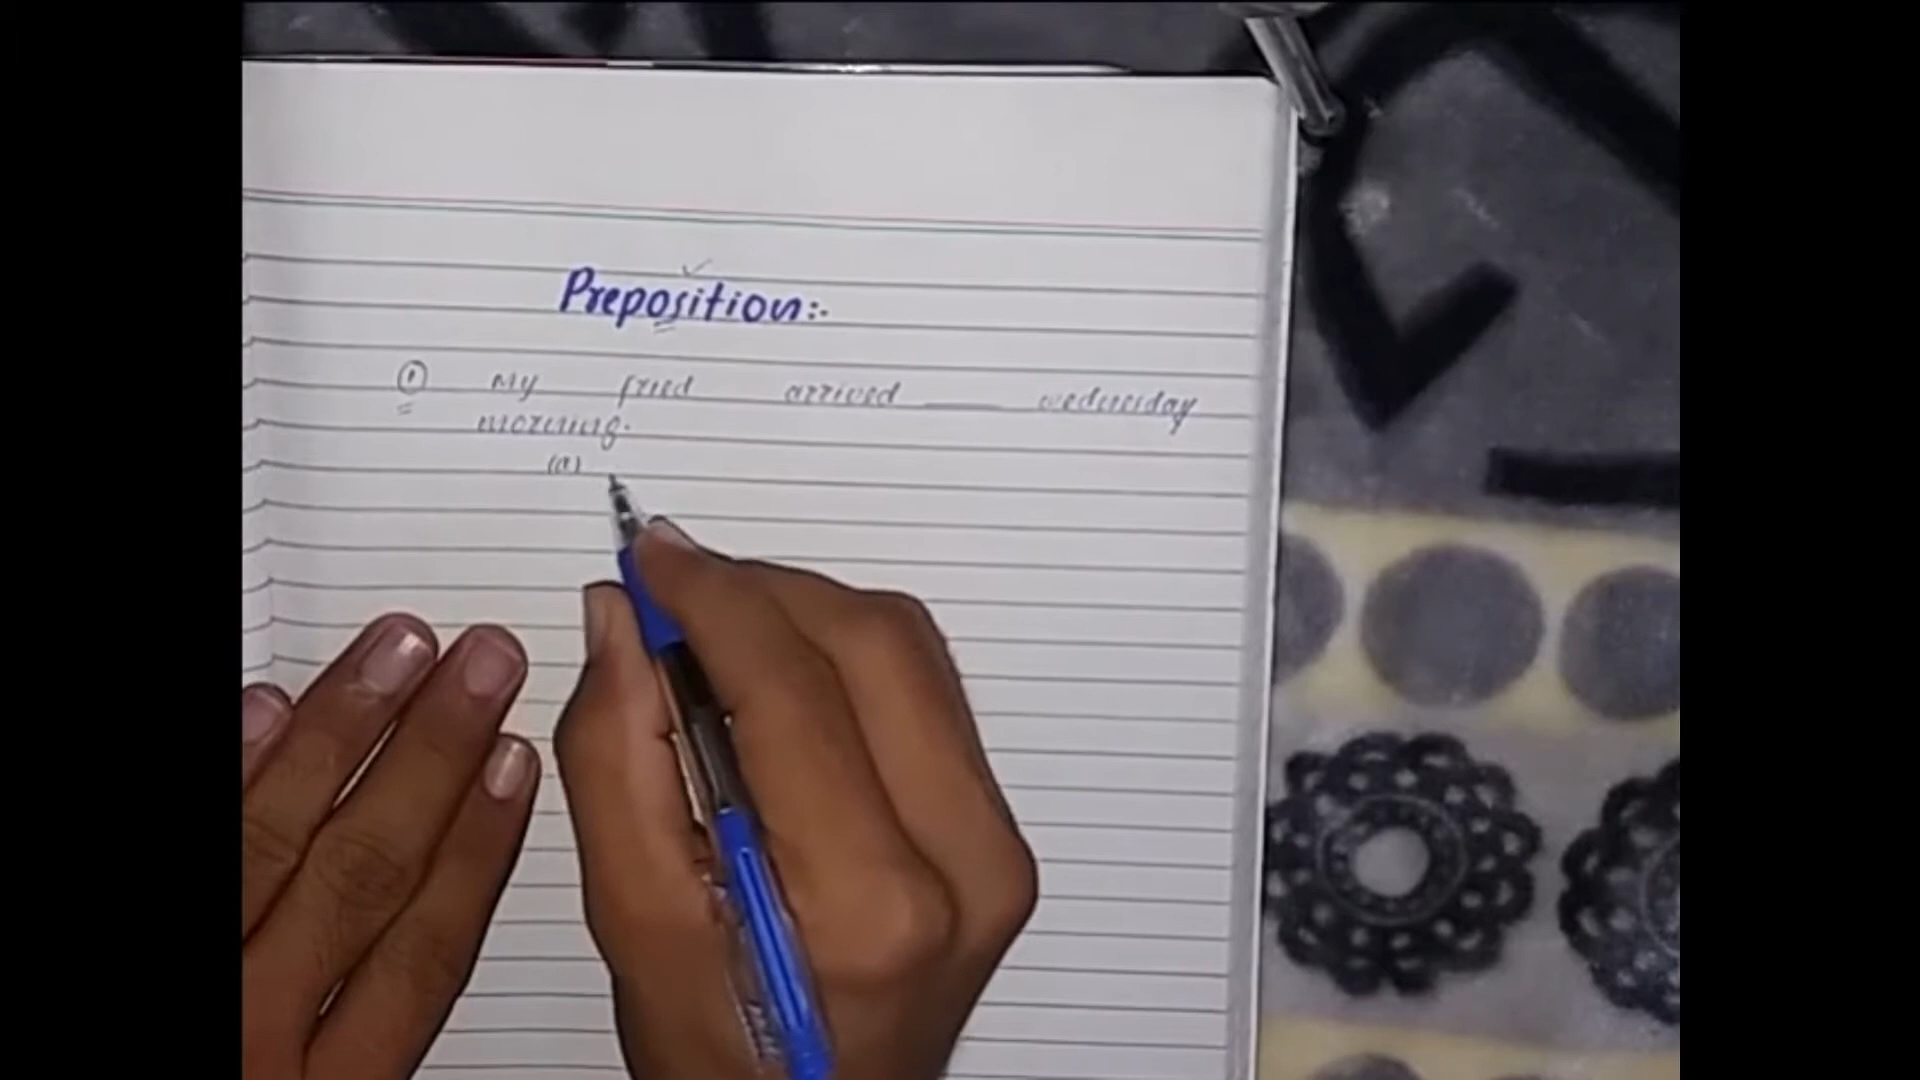 Preposition:-
① My fried arrived ____ wednesday
morning.
(a)